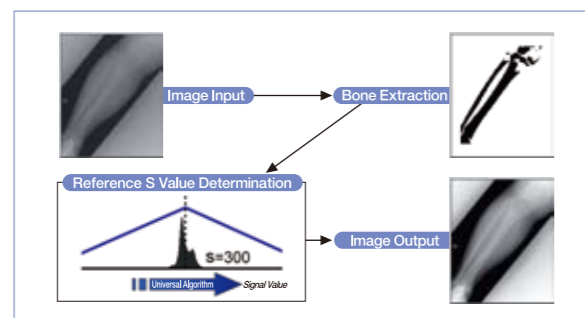 Image Input
Bone Extraction
Reference S Value Determination
s=300
Universal Algorithm
Signal Value
Image Output